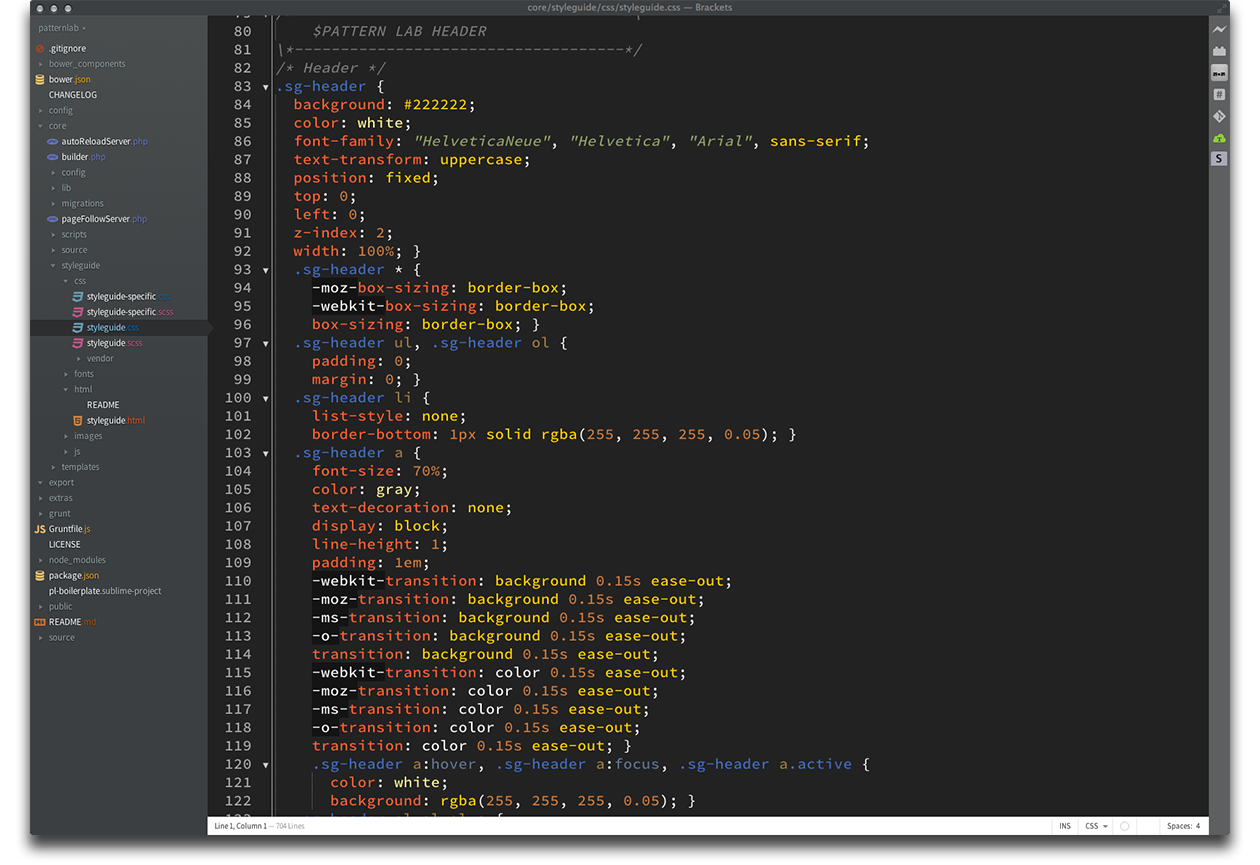 core/styleguide/css/styleguide.css — Brackets
patternlab
.gitignore
bower_components
bower.json
CHANGELOG
config
core
autoReloadServer.php
builder.php
config
lib
migrations
pageFollowServer.php
scripts
source
styleguide
css
styleguide-specific.css
styleguide-specific.scss
styleguide.css
styleguide.scss
vendor
fonts
html
README
styleguide.html
images
js
templates
export
extras
grunt
JS Gruntfile.js
LICENSE
node_modules
package.json
pl-boilerplate.sublime-project
public
README.md
source
80 $PATTERN LAB HEADER
81 \*------------------------------------*/
82 /* Header */
83 .sg-header {
84 background: #222222;
85 color: white;
86 font-family: "HelveticaNeue", "Helvetica", "Arial", sans-serif;
87 text-transform: uppercase;
88 position: fixed;
89 top: 0;
90 left: 0;
91 z-index: 2;
92 width: 100%; }
93 .sg-header * {
94 -moz-box-sizing: border-box;
95 -webkit-box-sizing: border-box;
96 box-sizing: border-box; }
97 .sg-header ul, .sg-header ol {
98 padding: 0;
99 margin: 0; }
100 .sg-header li {
101 list-style: none;
102 border-bottom: 1px solid rgba(255, 255, 255, 0.05); }
103 .sg-header a {
104 font-size: 70%;
105 color: gray;
106 text-decoration: none;
107 display: block;
108 line-height: 1;
109 padding: 1em;
110 -webkit-transition: background 0.15s ease-out;
111 -moz-transition: background 0.15s ease-out;
112 -ms-transition: background 0.15s ease-out;
113 -o-transition: background 0.15s ease-out;
114 transition: background 0.15s ease-out;
115 -webkit-transition: color 0.15s ease-out;
116 -moz-transition: color 0.15s ease-out;
117 -ms-transition: color 0.15s ease-out;
118 -o-transition: color 0.15s ease-out;
119 transition: color 0.15s ease-out; }
120 .sg-header a:hover, .sg-header a:focus, .sg-header a.active {
121 color: white;
122 background: rgba(255, 255, 255, 0.05); }
#
S
Line 1, Column 1 — 704 Lines
INS CSS Spaces: 4